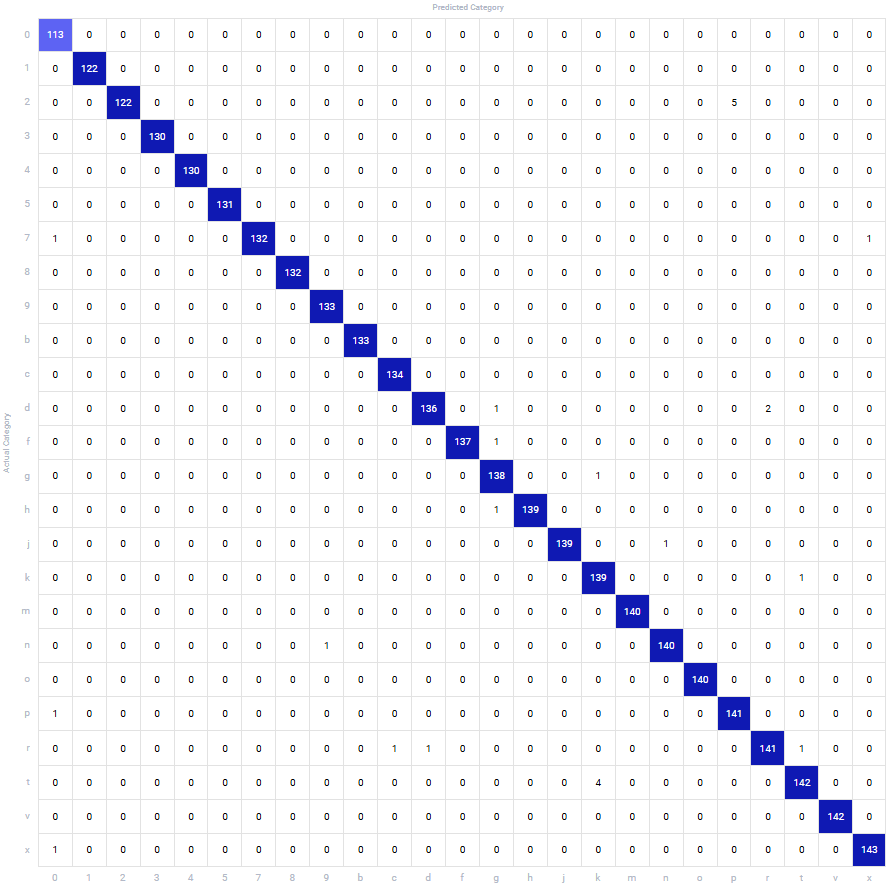 Predicted Category
0 113 0 0 0 0 0 0 0 0 0 0 0 0 0 0 0 0 0 0 0 0 0 0 0 0
1 0 122 0 0 0 0 0 0 0 0 0 0 0 0 0 0 0 0 0 0 0 0 0 0 0
2 0 0 122 0 0 0 0 0 0 0 0 0 0 0 0 0 0 0 0 0 5 0 0 0 0
3 0 0 0 130 0 0 0 0 0 0 0 0 0 0 0 0 0 0 0 0 0 0 0 0 0
4 0 0 0 0 130 0 0 0 0 0 0 0 0 0 0 0 0 0 0 0 0 0 0 0 0
5 0 0 0 0 0 131 0 0 0 0 0 0 0 0 0 0 0 0 0 0 0 0 0 0 0
7 1 0 0 0 0 0 132 0 0 0 0 0 0 0 0 0 0 0 0 0 0 0 0 0 1
8 0 0 0 0 0 0 0 132 0 0 0 0 0 0 0 0 0 0 0 0 0 0 0 0 0
9 0 0 0 0 0 0 0 0 133 0 0 0 0 0 0 0 0 0 0 0 0 0 0 0 0
b 0 0 0 0 0 0 0 0 0 133 0 0 0 0 0 0 0 0 0 0 0 0 0 0 0
c 0 0 0 0 0 0 0 0 0 0 134 0 0 0 0 0 0 0 0 0 0 0 0 0 0
d 0 0 0 0 0 0 0 0 0 0 0 136 0 1 0 0 0 0 0 0 0 2 0 0 0
f 0 0 0 0 0 0 0 0 0 0 0 0 137 1 0 0 0 0 0 0 0 0 0 0 0
g 0 0 0 0 0 0 0 0 0 0 0 0 0 138 0 0 1 0 0 0 0 0 0 0 0
h 0 0 0 0 0 0 0 0 0 0 0 0 0 1 139 0 0 0 0 0 0 0 0 0 0
j 0 0 0 0 0 0 0 0 0 0 0 0 0 0 0 139 0 0 1 0 0 0 0 0 0
k 0 0 0 0 0 0 0 0 0 0 0 0 0 0 0 0 139 0 0 0 0 0 1 0 0
m 0 0 0 0 0 0 0 0 0 0 0 0 0 0 0 0 0 140 0 0 0 0 0 0 0
n 0 0 0 0 0 0 0 0 1 0 0 0 0 0 0 0 0 0 140 0 0 0 0 0 0
o 0 0 0 0 0 0 0 0 0 0 0 0 0 0 0 0 0 0 0 140 0 0 0 0 0
p 1 0 0 0 0 0 0 0 0 0 0 0 0 0 0 0 0 0 0 0 141 0 0 0 0
r 0 0 0 0 0 0 0 0 0 0 1 1 0 0 0 0 0 0 0 0 0 141 1 0 0
t 0 0 0 0 0 0 0 0 0 0 0 0 0 0 0 0 4 0 0 0 0 0 142 0 0
v 0 0 0 0 0 0 0 0 0 0 0 0 0 0 0 0 0 0 0 0 0 0 0 142 0
x 1 0 0 0 0 0 0 0 0 0 0 0 0 0 0 0 0 0 0 0 0 0 0 0 143
0 1 2 3 4 5 7 8 9 b c d f g h j k m n o p r t v x
Actual Category